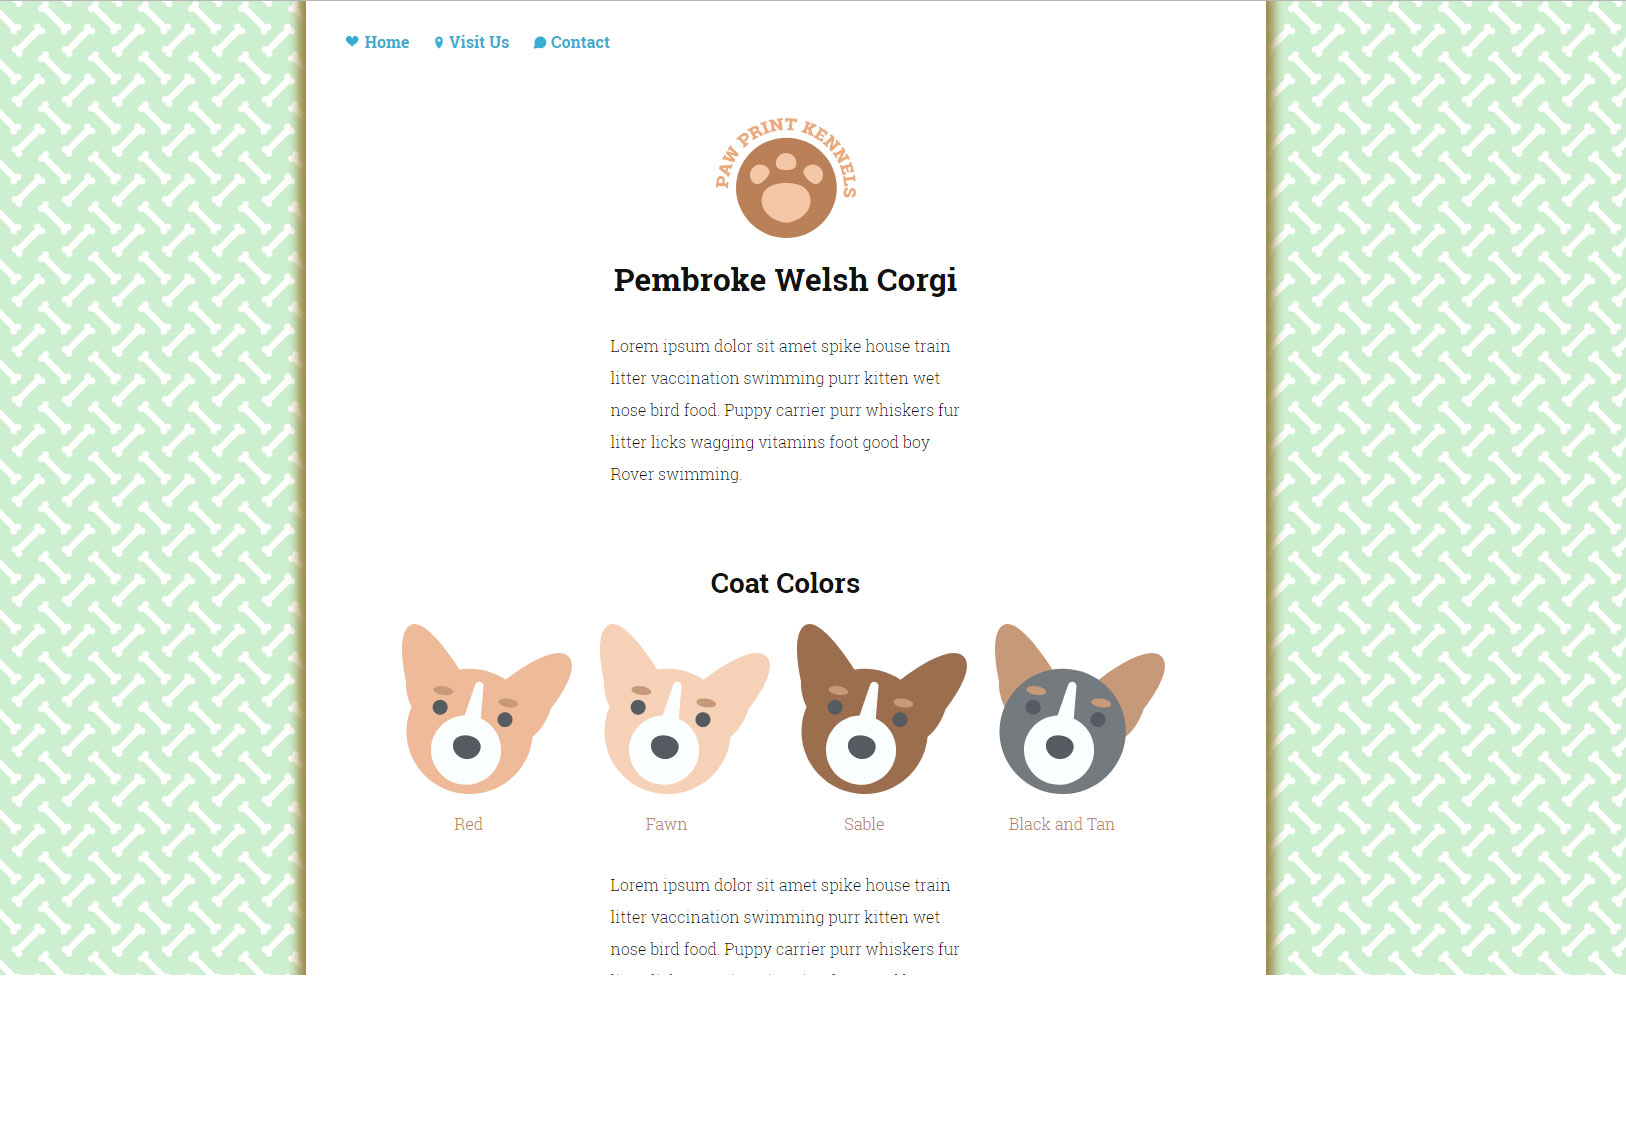 Home Visit Us Contact
PAW PRINT KENNELS
Pembroke Welsh Corgi
Lorem ipsum dolor sit amet spike house train
litter vaccination swimming purr kitten wet
nose bird food. Puppy carrier purr whiskers fur
litter licks wagging vitamins foot good boy
Rover swimming.
Coat Colors
Red Fawn Sable Black and Tan
Lorem ipsum dolor sit amet spike house train
litter vaccination swimming purr kitten wet
nose bird food. Puppy carrier purr whiskers fur